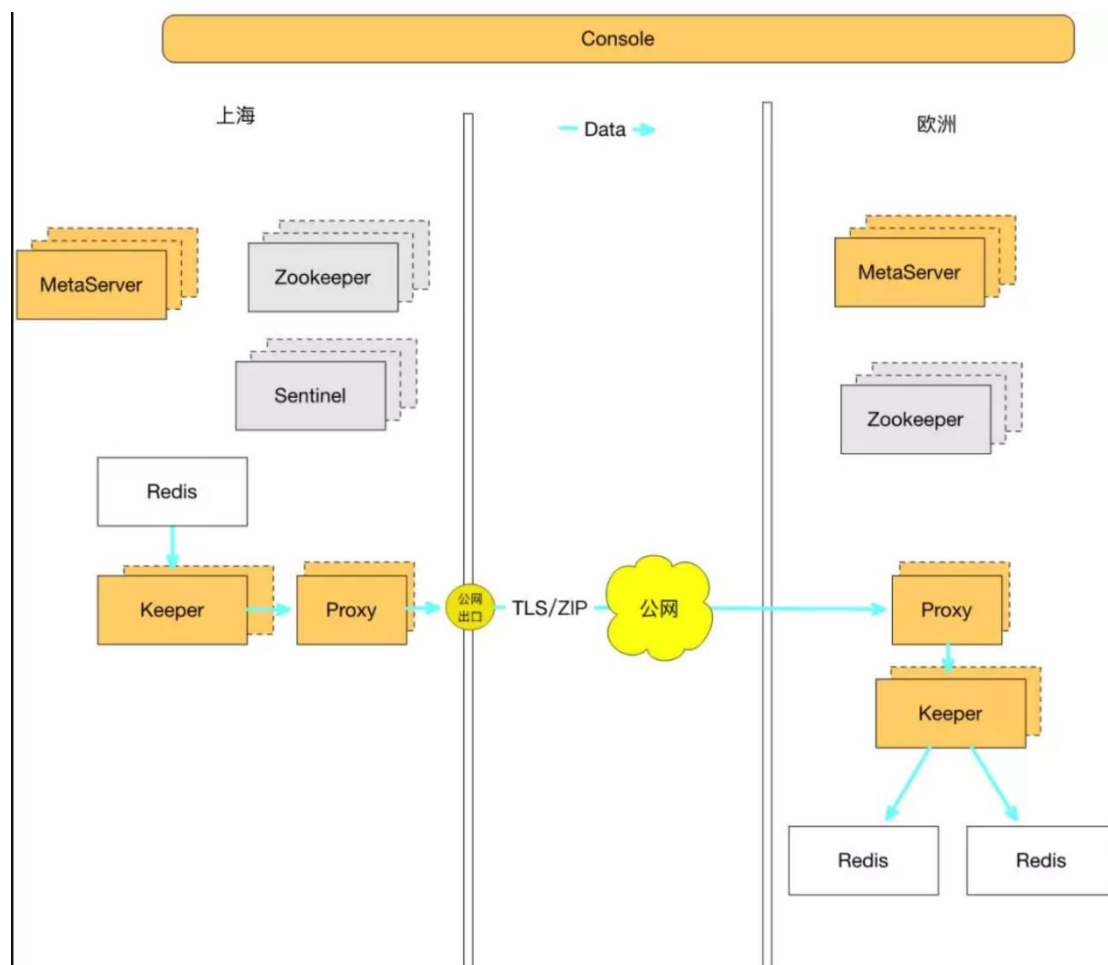 Console
上海
Data
欧洲
MetaServer
Zookeeper
MetaServer
Sentinel
Zookeeper
Redis
Keeper
Proxy
公网
出口
TLS/ZIP
公网
Proxy
Keeper
Redis
Redis